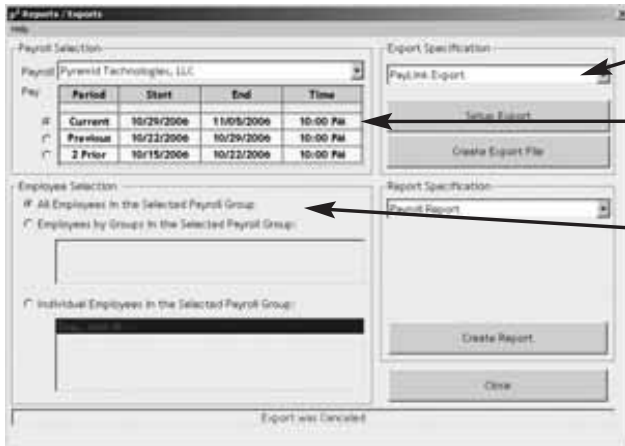 Reports / Exports
Help
Payroll Selection
Payroll Pyramid Technologies, LLC
Pay Period Start End Time
Current 10/29/2006 11/05/2006 10:00 PM
Previous 10/22/2006 10/29/2006 10:00 PM
2 Prior 10/15/2006 10/22/2006 10:00 PM
Export Specification
PayLink Export
Setup Export
Create Export File
Employee Selection
All Employees In the Selected Payroll Group
Employees by Groups In the Selected Payroll Group:
Individual Employees In the Selected Payroll Group:
Report Specification
Payroll Report
Create Report
Close
Export was Canceled